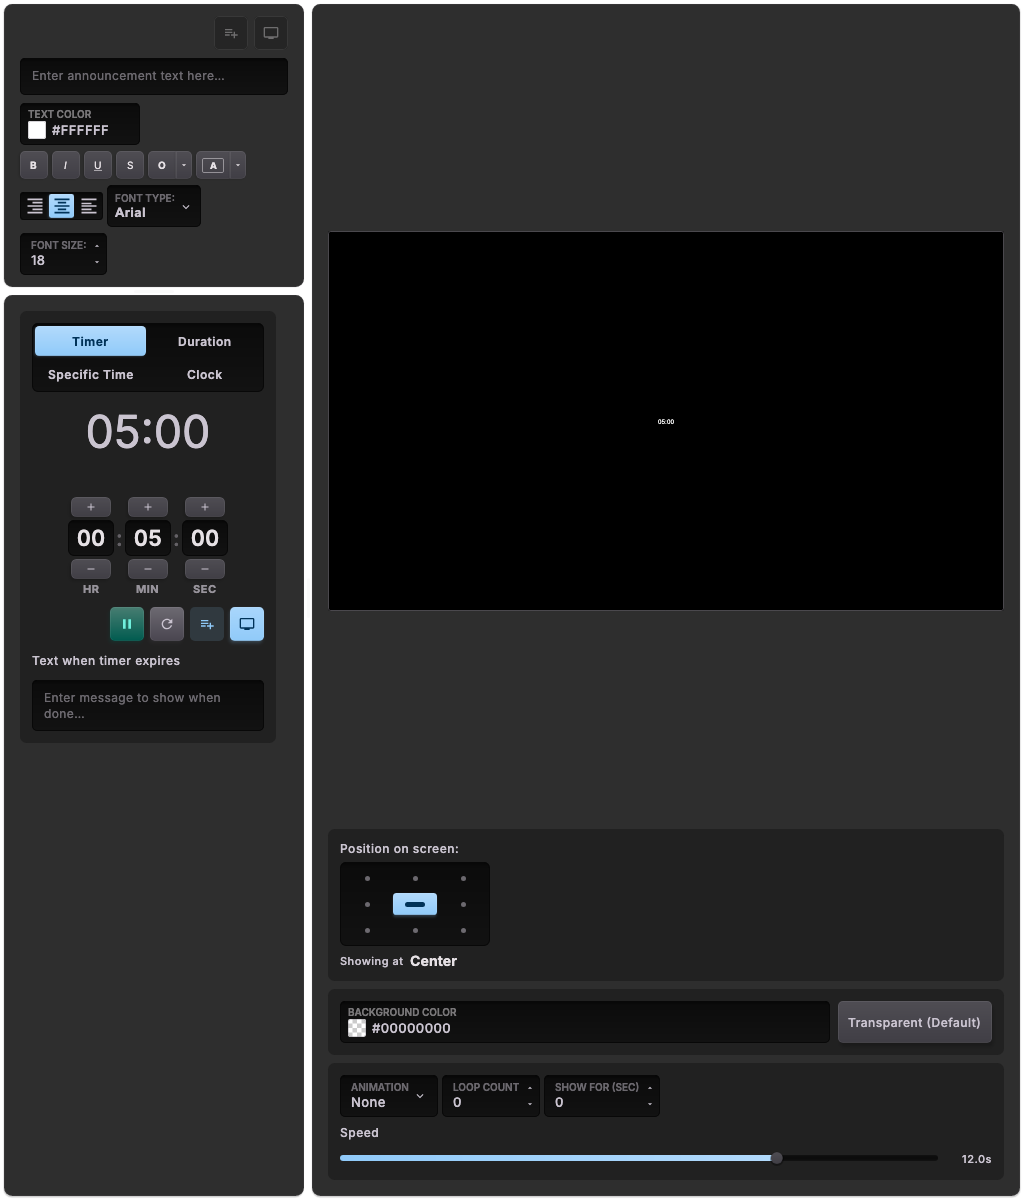 Enter announcement text here...
TEXT COLOR
#FFFFFF
B I U S O A
FONT TYPE:
Arial
FONT SIZE:
18
Timer Duration
Specific Time Clock
05:00
+ + +
00 : 05 : 00
− − −
HR MIN SEC
Text when timer expires
Enter message to show when
done...
05:00
Position on screen:
Showing at Center
BACKGROUND COLOR
#00000000
Transparent (Default)
ANIMATION
None
LOOP COUNT
0
SHOW FOR (SEC)
0
Speed
12.0s